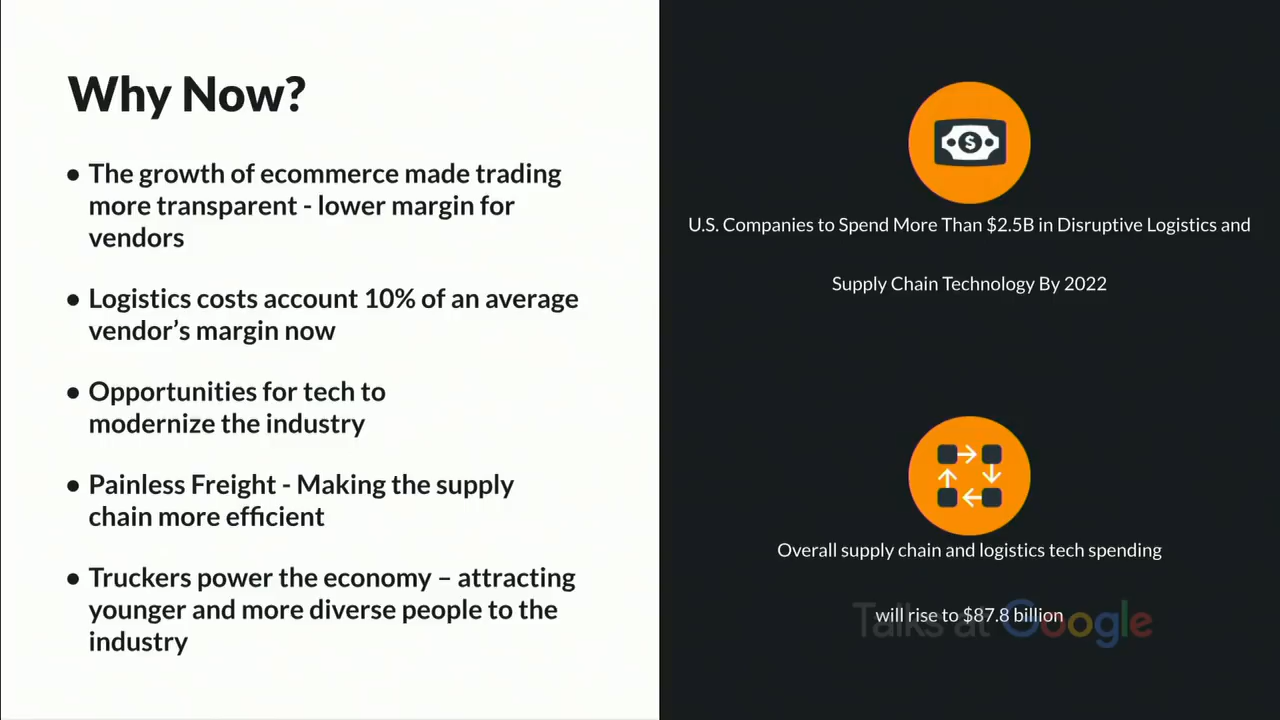 Why Now?
• The growth of ecommerce made trading
more transparent - lower margin for
vendors
• Logistics costs account 10% of an average
vendor's margin now
• Opportunities for tech to
modernize the industry
• Painless Freight - Making the supply
chain more efficient
• Truckers power the economy – attracting
younger and more diverse people to the
industry
$
U.S. Companies to Spend More Than $2.5B in Disruptive Logistics and
Supply Chain Technology By 2022
Overall supply chain and logistics tech spending
will rise to $87.8 billion
Talks at Google